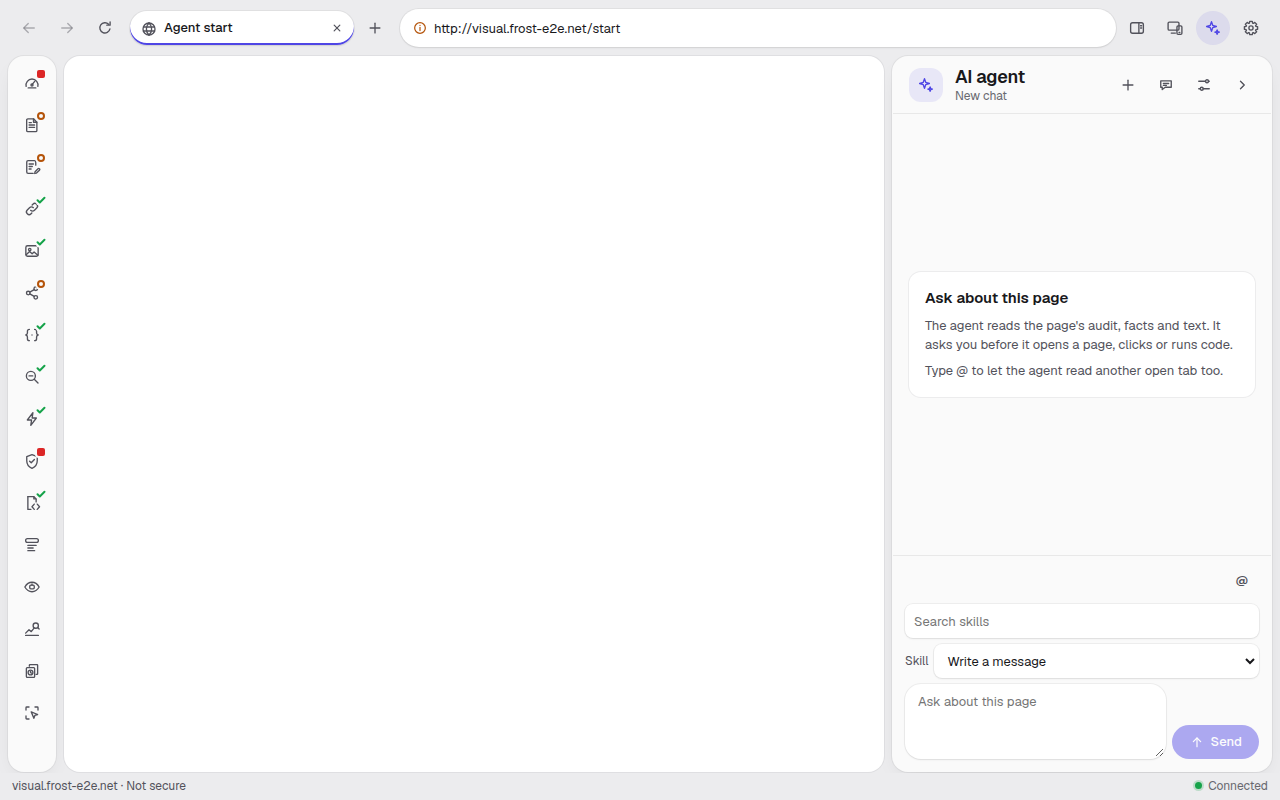 Agent start
http://visual.frost-e2e.net/start
AI agent
New chat
Ask about this page
The agent reads the page's audit, facts and text. It
asks you before it opens a page, clicks or runs code.
Type @ to let the agent read another open tab too.
@
Search skills
Skill
Write a message
Ask about this page
Send
visual.frost-e2e.net · Not secure
Connected